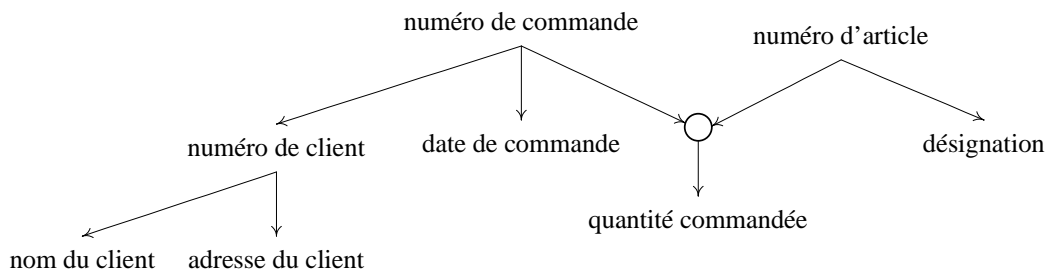 numéro de commande
numéro d'article
numéro de client
date de commande
désignation
quantité commandée
nom du client
adresse du client